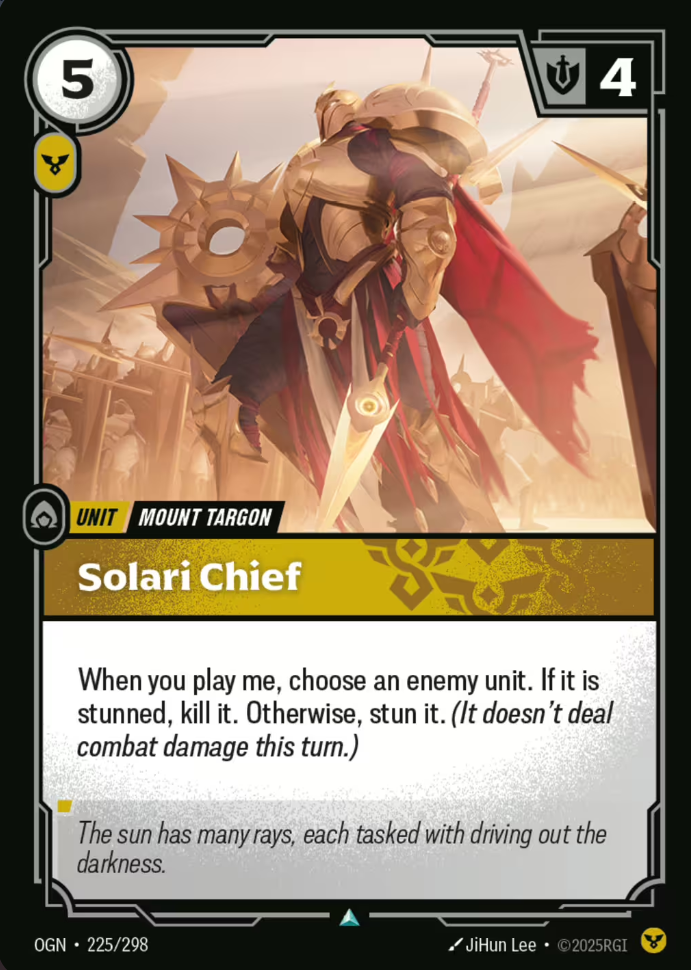 5
4
UNIT MOUNT TARGON
Solari Chief
When you play me, choose an enemy unit. If it is
stunned, kill it. Otherwise, stun it. (It doesn't deal
combat damage this turn.)
The sun has many rays, each tasked with driving out the
darkness.
OGN • 225/298 JiHun Lee • ©2025RGI